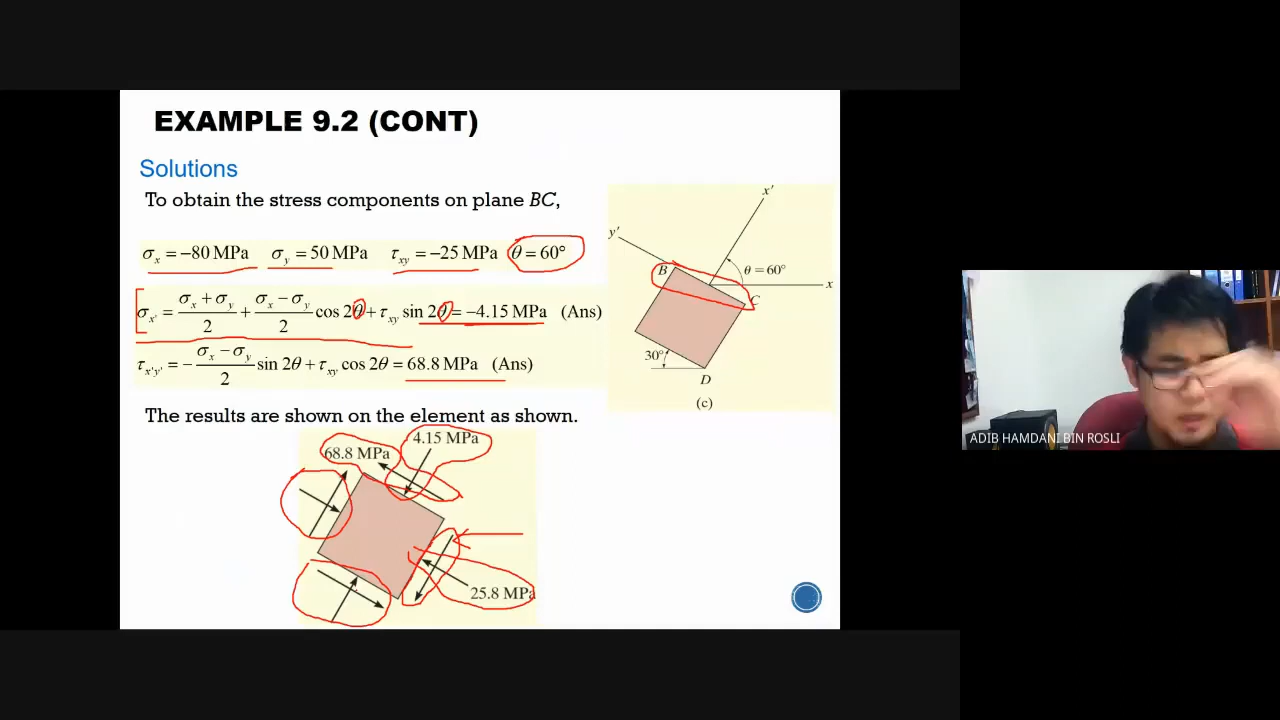 EXAMPLE 9.2 (CONT)
Solutions
To obtain the stress components on plane BC,
σx = −80 MPa σy = 50 MPa τxy = −25 MPa θ = 60°
σx' = (σx + σy)/2 + (σx − σy)/2 cos 2θ + τxy sin 2θ = −4.15 MPa (Ans)
τx'y' = − (σx − σy)/2 sin 2θ + τxy cos 2θ = 68.8 MPa (Ans)
The results are shown on the element as shown.
x'
y'
B
θ = 60°
x
C
30°
D
(c)
4.15 MPa
68.8 MPa
25.8 MPa
ADIB HAMDANI BIN ROSLI